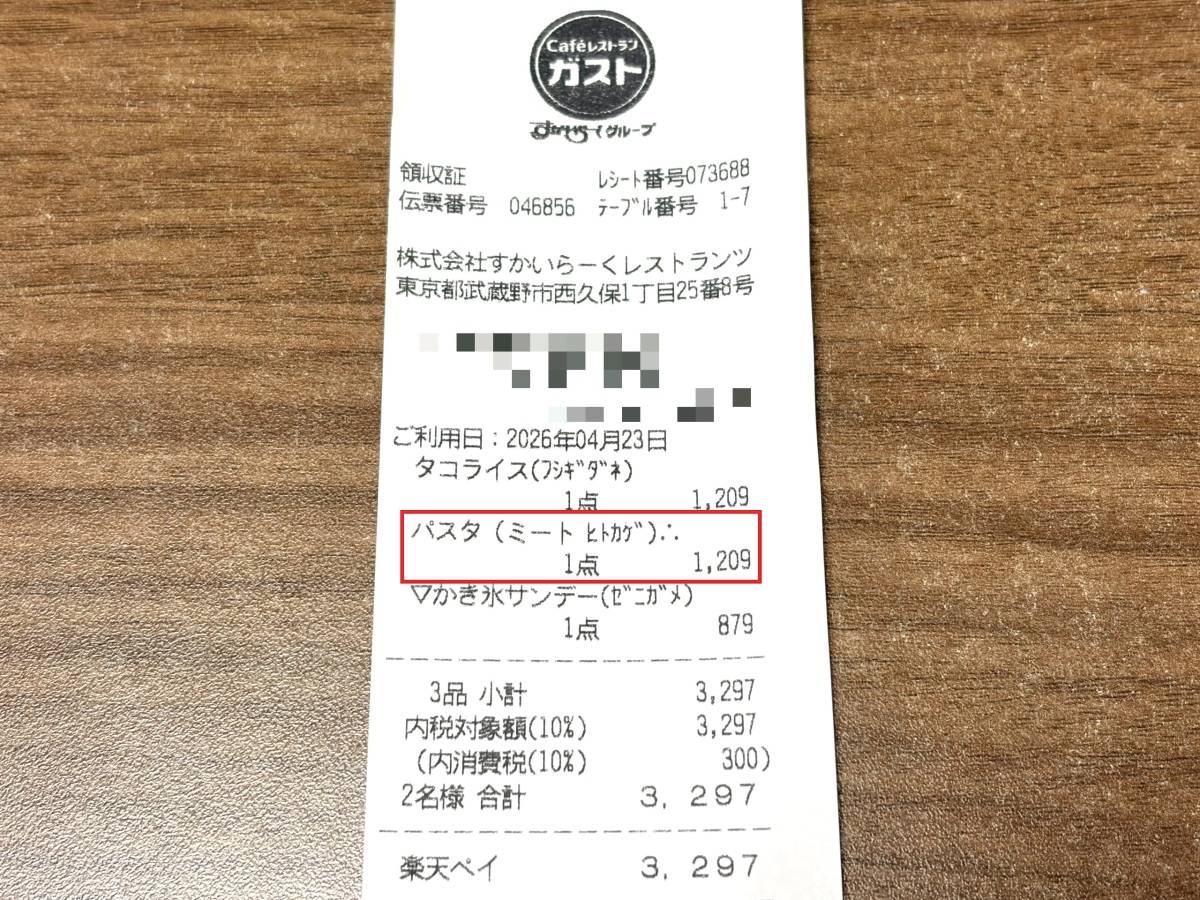 Caféレストラン
ガスト
すかいらーくグループ
領収証 ﾚｼｰﾄ番号073688
伝票番号 046856 ﾃｰﾌﾞﾙ番号 1-7
株式会社すかいらーくレストランツ
東京都武蔵野市西久保1丁目25番8号
ご利用日：2026年04月23日
タコライス(ﾌｼｷﾞﾀﾞﾈ)
1点 1,209
パスタ（ミート ﾋﾄｶｹﾞ)∴
1点 1,209
▽かき氷サンデー(ｾﾞﾆｶﾞﾒ)
1点 879
3品 小計 3,297
内税対象額(10%) 3,297
(内消費税(10%) 300)
2名様 合計 3,297
楽天ペイ 3,297